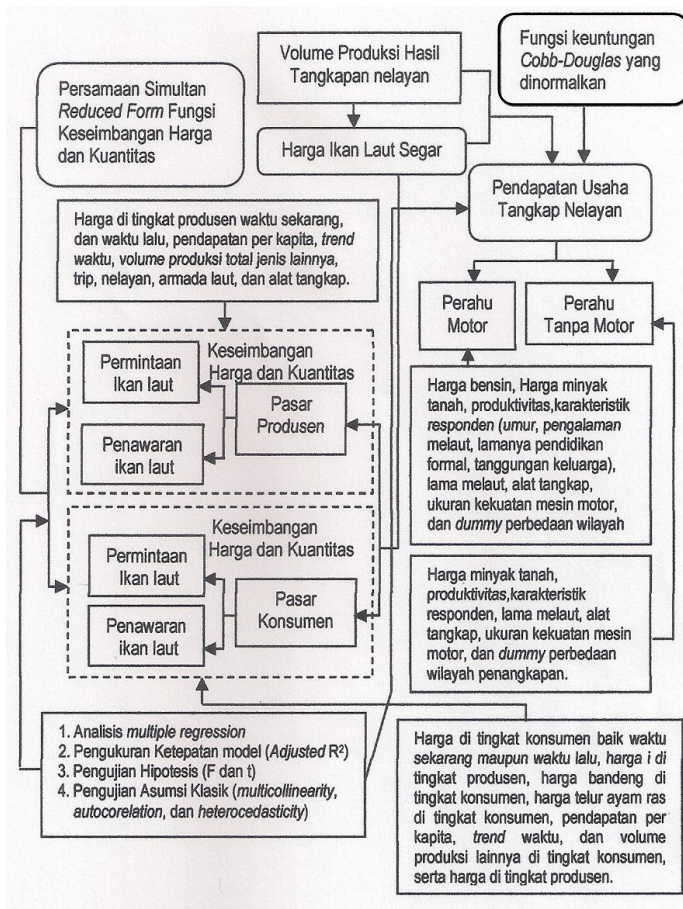 Volume Produksi Hasil
Tangkapan nelayan
Fungsi keuntungan
Cobb-Douglas yang
dinormalkan
Persamaan Simultan
Reduced Form Fungsi
Keseimbangan Harga
dan Kuantitas
Harga Ikan Laut Segar
Pendapatan Usaha
Tangkap Nelayan
Harga di tingkat produsen waktu sekarang,
dan waktu lalu, pendapatan per kapita, trend
waktu, volume produksi total jenis lainnya,
trip, nelayan, armada laut, dan alat tangkap.
Perahu
Motor
Perahu
Tanpa Motor
Keseimbangan
Harga dan Kuantitas
Permintaan
Ikan laut
Pasar
Produsen
Penawaran
ikan laut
Harga bensin, Harga minyak
tanah, produktivitas,karakteristik
responden (umur, pengalaman
melaut, lamanya pendidikan
formal, tanggungan keluarga),
lama melaut, alat tangkap,
ukuran kekuatan mesin motor,
dan dummy perbedaan wilayah
Keseimbangan
Harga dan Kuantitas
Permintaan
Ikan laut
Pasar
Konsumen
Penawaran
ikan laut
Harga minyak tanah,
produktivitas,karakteristik
responden, lama melaut, alat
tangkap, ukuran kekuatan mesin
motor, dan dummy perbedaan
wilayah penangkapan.
1. Analisis multiple regression
2. Pengukuran Ketepatan model (Adjusted R²)
3. Pengujian Hipotesis (F dan t)
4. Pengujian Asumsi Klasik (multicollinearity,
autocorelation, dan heterocedasticity)
Harga di tingkat konsumen baik waktu
sekarang maupun waktu lalu, harga i di
tingkat produsen, harga bandeng di
tingkat konsumen, harga telur ayam ras
di tingkat konsumen, pendapatan per
kapita, trend waktu, dan volume
produksi lainnya di tingkat konsumen,
serta harga di tingkat produsen.